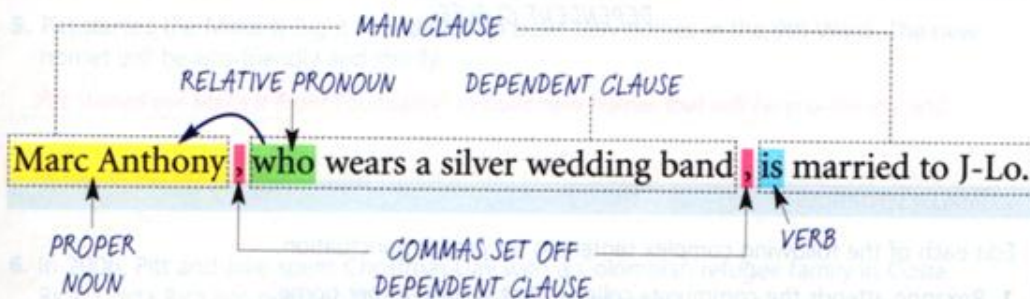 MAIN CLAUSE
RELATIVE PRONOUN DEPENDENT CLAUSE
Marc Anthony, who wears a silver wedding band, is married to J-Lo.
PROPER NOUN
COMMAS SET OFF DEPENDENT CLAUSE
VERB